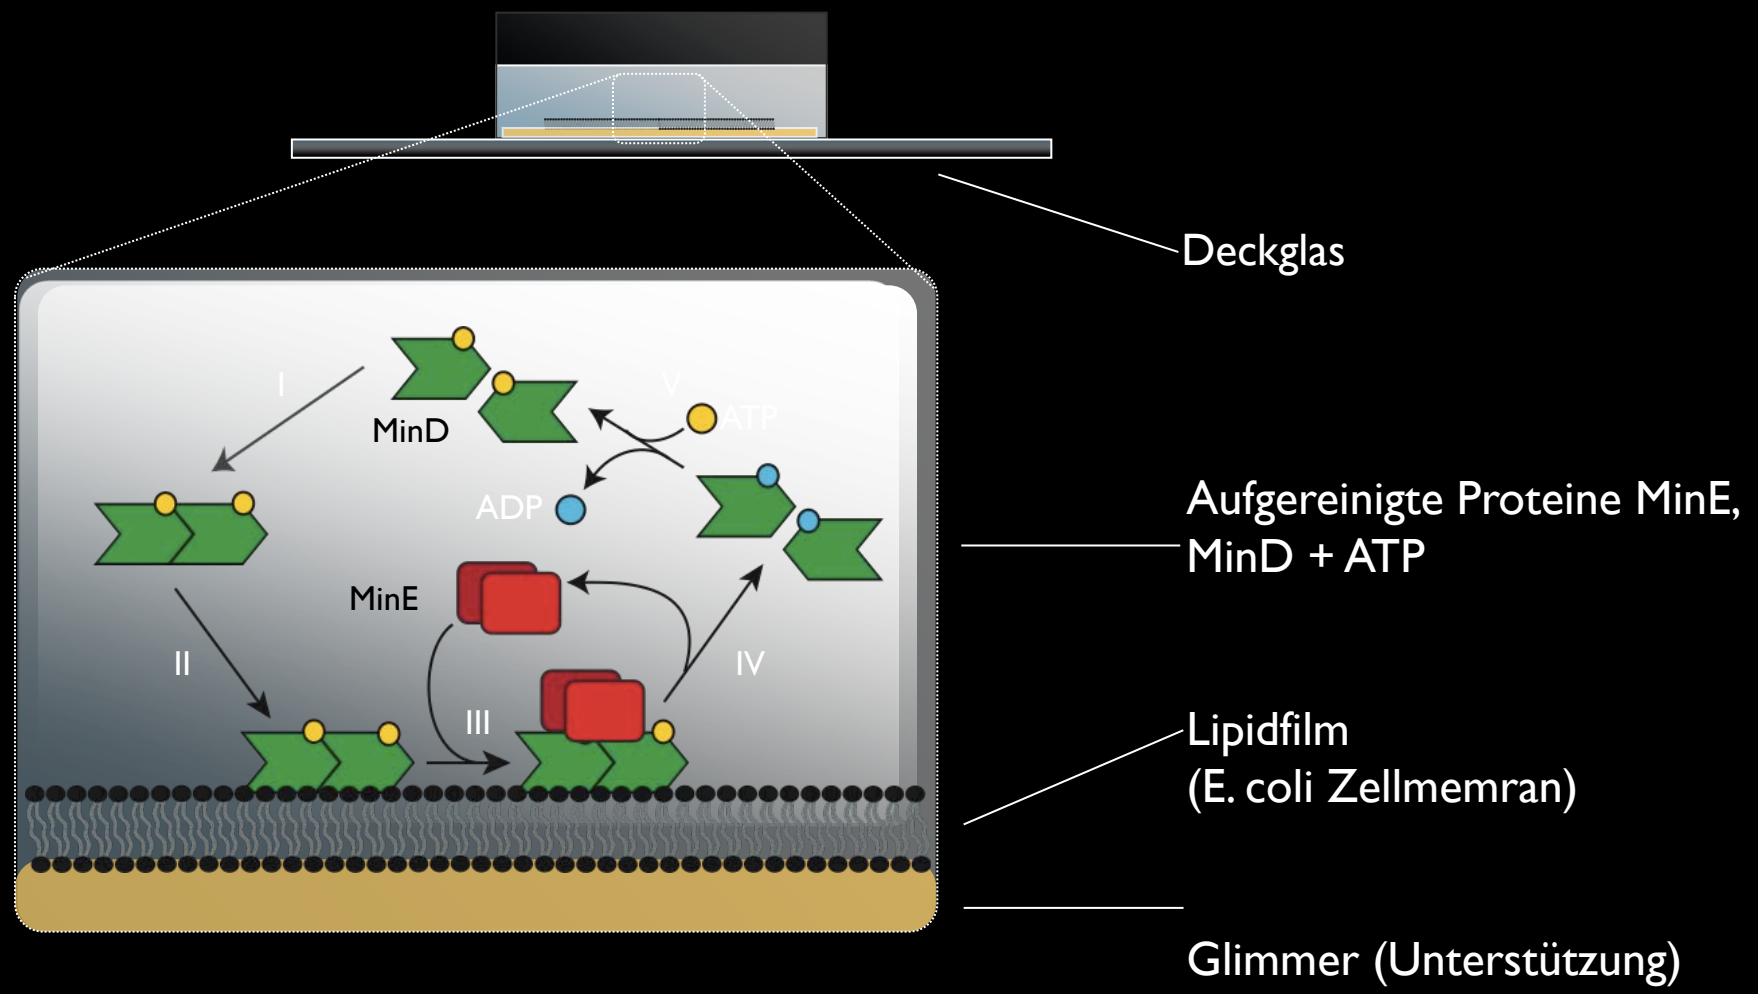 Deckglas
I
V
ATP
MinD
ADP
Aufgereinigte Proteine MinE,
MinD + ATP
MinE
II
IV
III
Lipidfilm
(E. coli Zellmemran)
Glimmer (Unterstützung)